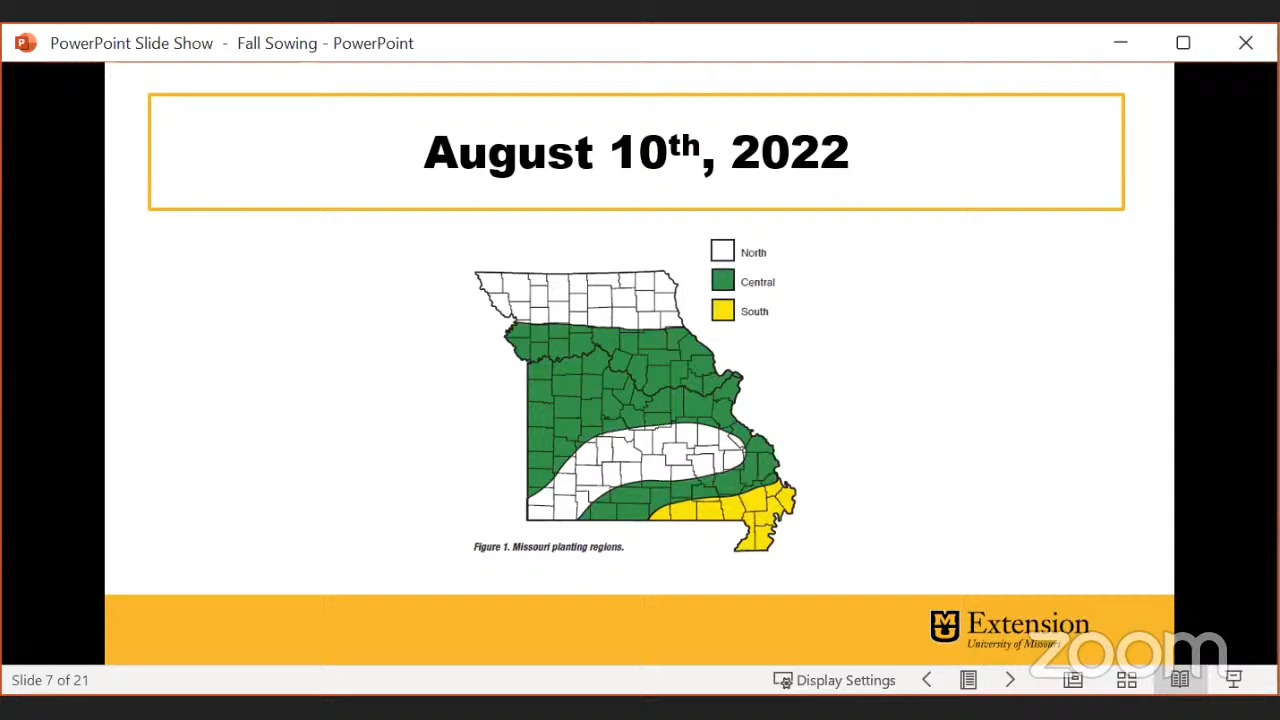 PowerPoint Slide Show - Fall Sowing - PowerPoint
August 10th, 2022
North
Central
South
Figure 1. Missouri planting regions.
MU Extension
University of Missouri
zoom
Slide 7 of 21
Display Settings